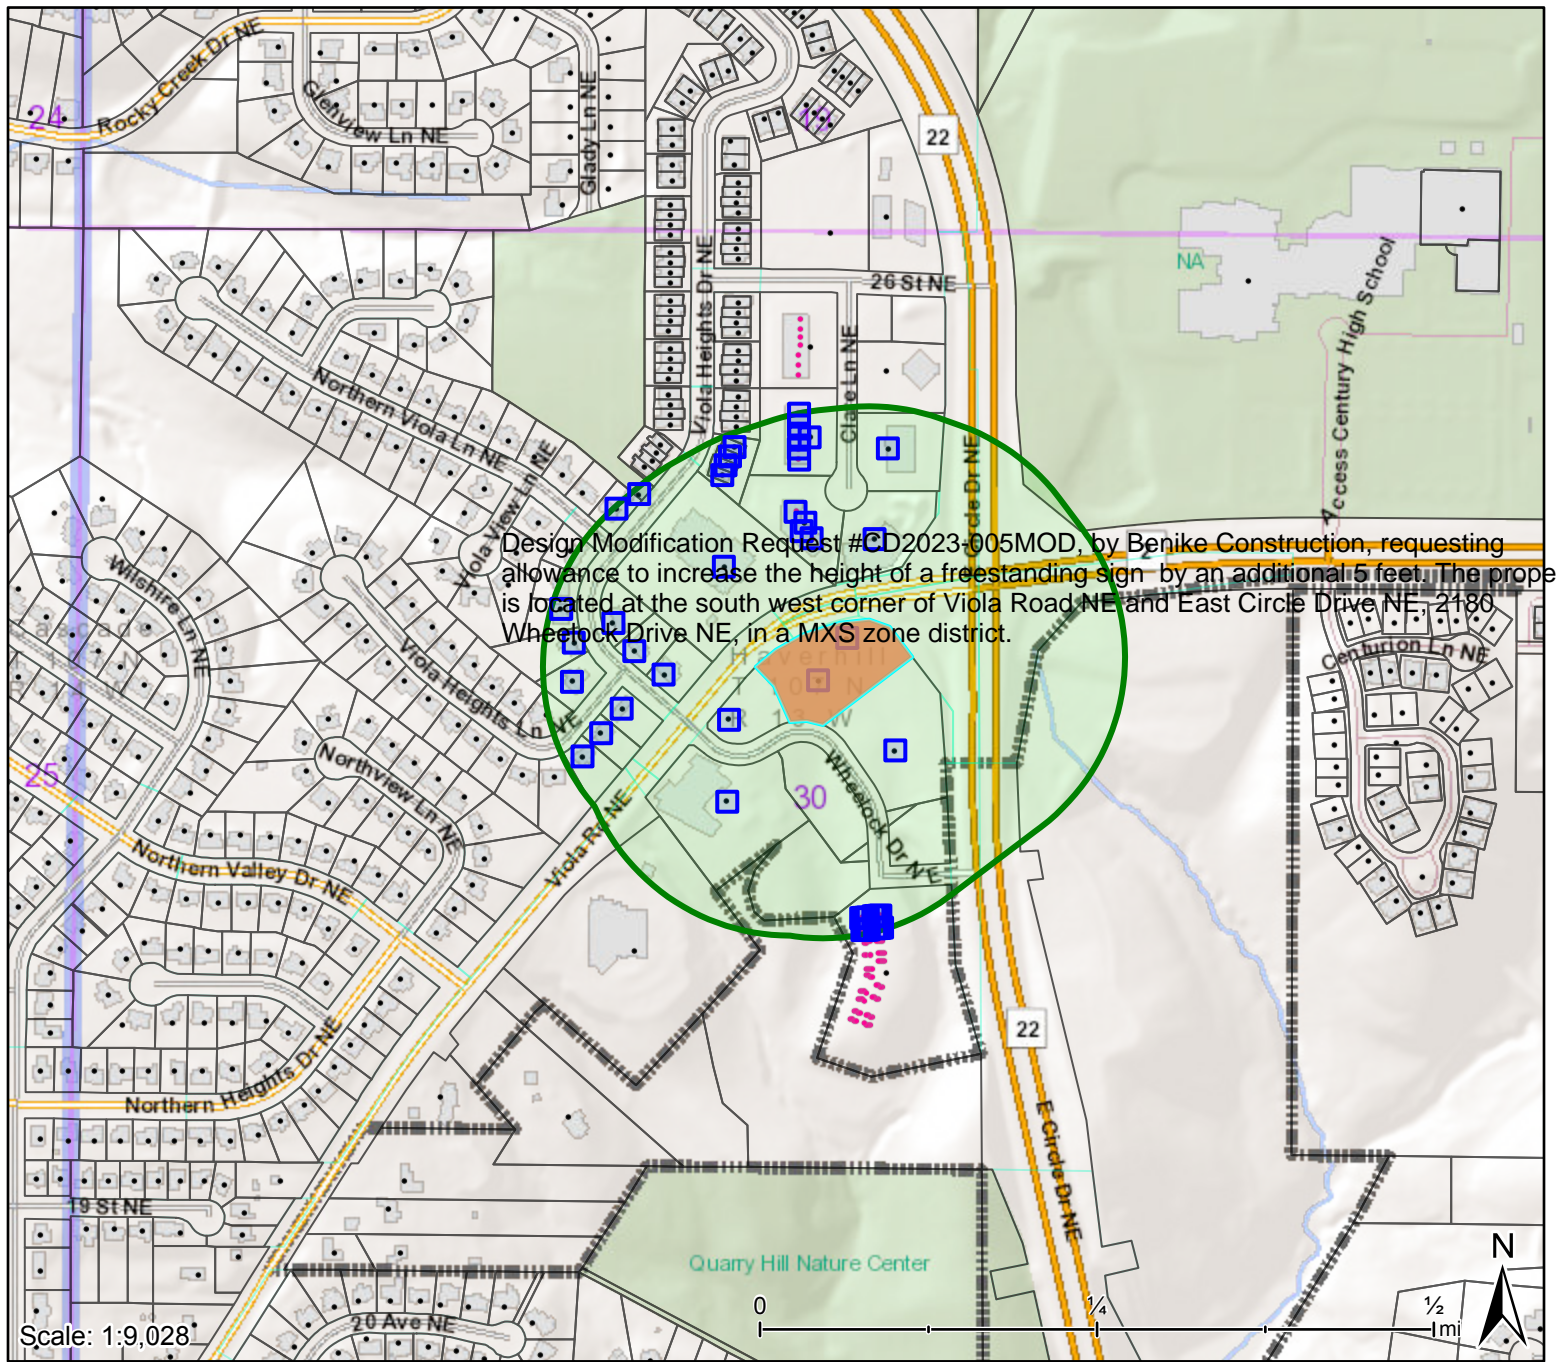 24
Rocky Creek Dr NE
Glenview Ln NE
Glady Ln NE
22
26 St NE
NA
Access Century High School
Viola Heights Dr NE
Clare Ln NE
Northern Viola Ln NE
Viola View Ln NE
E Circle Dr NE
Design Modification Request #CD2023-005MOD, by Benike Construction, requesting
allowance to increase the height of a freestanding sign by an additional 5 feet. The prope
is located at the south west corner of Viola Road NE and East Circle Drive NE, 2180
Wheelock Drive NE, in a MXS zone district.
Wilshire Ln NE
Cascade
Haverhill
T 107 N
R 13 W
Centurion Ln NE
Viola Heights Ln NE
Northview Ln NE
25
30
Wheelock Dr NE
Viola Rd NE
Northern Valley Dr NE
22
Northern Heights Dr NE
E Circle Dr NE
19 St NE
Quarry Hill Nature Center
20 Ave NE
N
0 ¼ ½
mi
Scale: 1:9,028